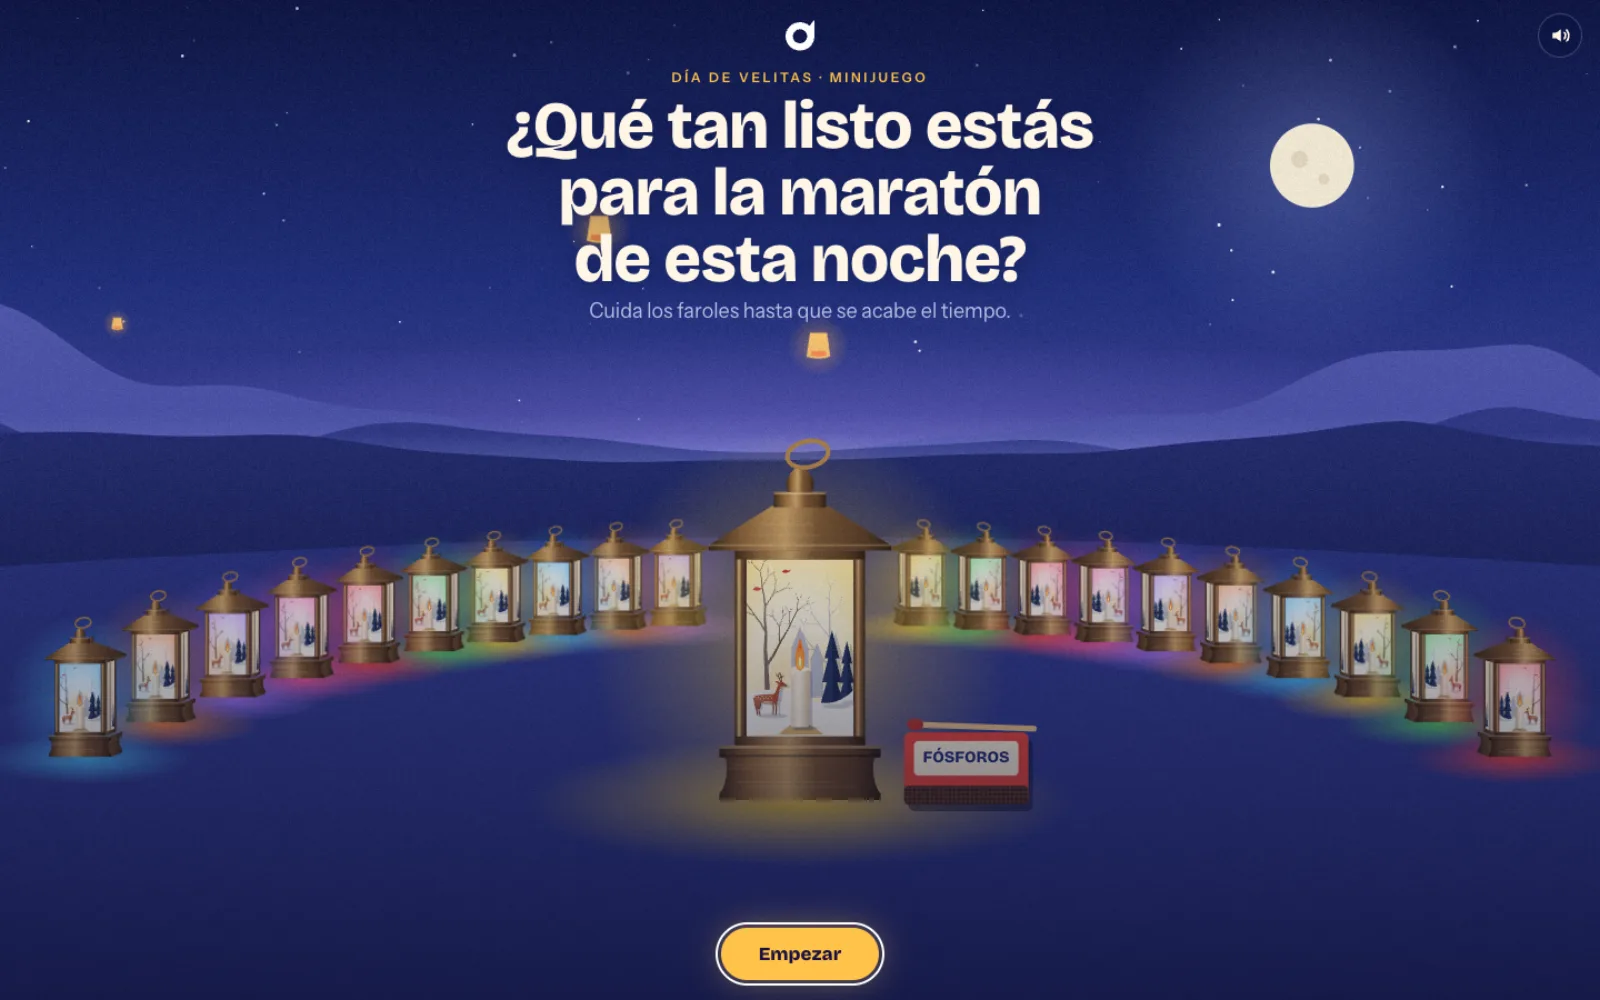 DÍA DE VELITAS · MINIJUEGO
¿Qué tan listo estás
para la maratón
de esta noche?
Cuida los faroles hasta que se acabe el tiempo.
FÓSFOROS
Empezar